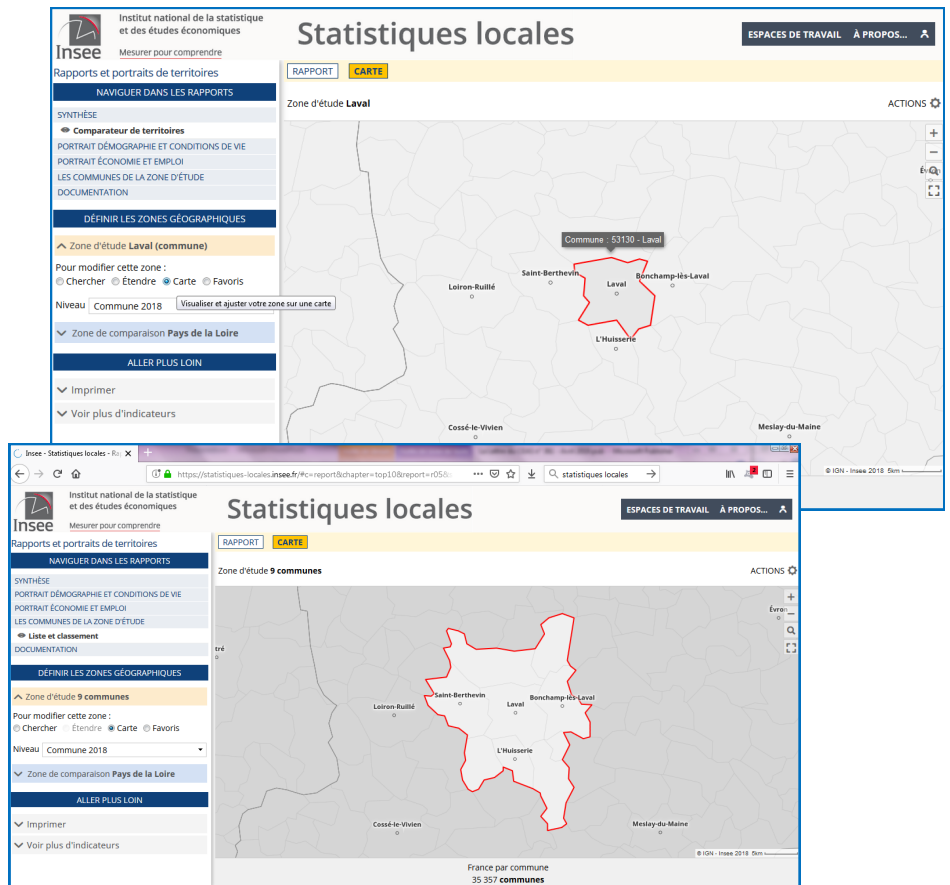 Institut national de la statistique
et des études économiques
Insee
Mesurer pour comprendre
Statistiques locales
ESPACES DE TRAVAIL À PROPOS...
Rapports et portraits de territoires
NAVIGUER DANS LES RAPPORTS
SYNTHÈSE
Comparateur de territoires
PORTRAIT DÉMOGRAPHIE ET CONDITIONS DE VIE
PORTRAIT ÉCONOMIE ET EMPLOI
LES COMMUNES DE LA ZONE D'ÉTUDE
DOCUMENTATION
DÉFINIR LES ZONES GÉOGRAPHIQUES
Zone d'étude Laval (commune)
Pour modifier cette zone :
Chercher Étendre Carte Favoris
Niveau Commune 2018
Visualiser et ajuster votre zone sur une carte
Zone de comparaison Pays de la Loire
ALLER PLUS LOIN
Imprimer
Voir plus d'indicateurs
RAPPORT CARTE
Zone d'étude Laval
ACTIONS
+
−
Commune : 53130 - Laval
Saint-Berthevin
Bonchamp-lès-Laval
Loiron-Ruillé
Laval
L'Huisserie
Cossé-le-Vivien
Meslay-du-Maine
© IGN - Insee 2018 5km
Insee - Statistiques locales - Ra
https://statistiques-locales.insee.fr/#c=report&chapter=top10&report=r05&
statistiques locales
Institut national de la statistique
et des études économiques
Insee
Mesurer pour comprendre
Statistiques locales
ESPACES DE TRAVAIL À PROPOS...
Rapports et portraits de territoires
NAVIGUER DANS LES RAPPORTS
SYNTHÈSE
PORTRAIT DÉMOGRAPHIE ET CONDITIONS DE VIE
PORTRAIT ÉCONOMIE ET EMPLOI
LES COMMUNES DE LA ZONE D'ÉTUDE
Liste et classement
DOCUMENTATION
DÉFINIR LES ZONES GÉOGRAPHIQUES
Zone d'étude 9 communes
Pour modifier cette zone :
Chercher Étendre Carte Favoris
Niveau Commune 2018
Zone de comparaison Pays de la Loire
ALLER PLUS LOIN
Imprimer
Voir plus d'indicateurs
RAPPORT CARTE
Zone d'étude 9 communes
ACTIONS
+
Évron
−
tré
Saint-Berthevin
Bonchamp-lès-Laval
Loiron-Ruillé
Laval
L'Huisserie
Cossé-le-Vivien
Meslay-du-Maine
© IGN - Insee 2018 5km
France par commune
35 357 communes